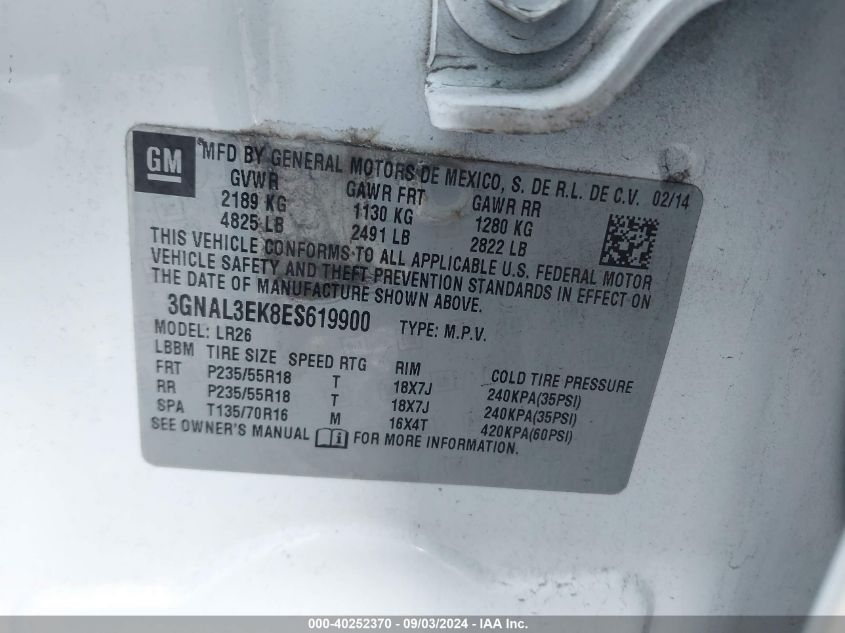 GM
MFD BY GENERAL MOTORS DE MEXICO, S. DE R.L. DE C.V. 02/14
GVWR GAWR FRT GAWR RR
2189 KG 1130 KG 1280 KG
4825 LB 2491 LB 2822 LB
THIS VEHICLE CONFORMS TO ALL APPLICABLE U.S. FEDERAL MOTOR
VEHICLE SAFETY AND THEFT PREVENTION STANDARDS IN EFFECT ON
THE DATE OF MANUFACTURE SHOWN ABOVE.
3GNAL3EK8ES619900 TYPE: M.P.V.
MODEL: LR26
LBBM TIRE SIZE SPEED RTG RIM COLD TIRE PRESSURE
FRT P235/55R18 T 18X7J 240KPA(35PSI)
RR P235/55R18 T 18X7J 240KPA(35PSI)
SPA T135/70R16 M 16X4T 420KPA(60PSI)
SEE OWNER'S MANUAL FOR MORE INFORMATION.
000-40252370 - 09/03/2024 - IAA Inc.